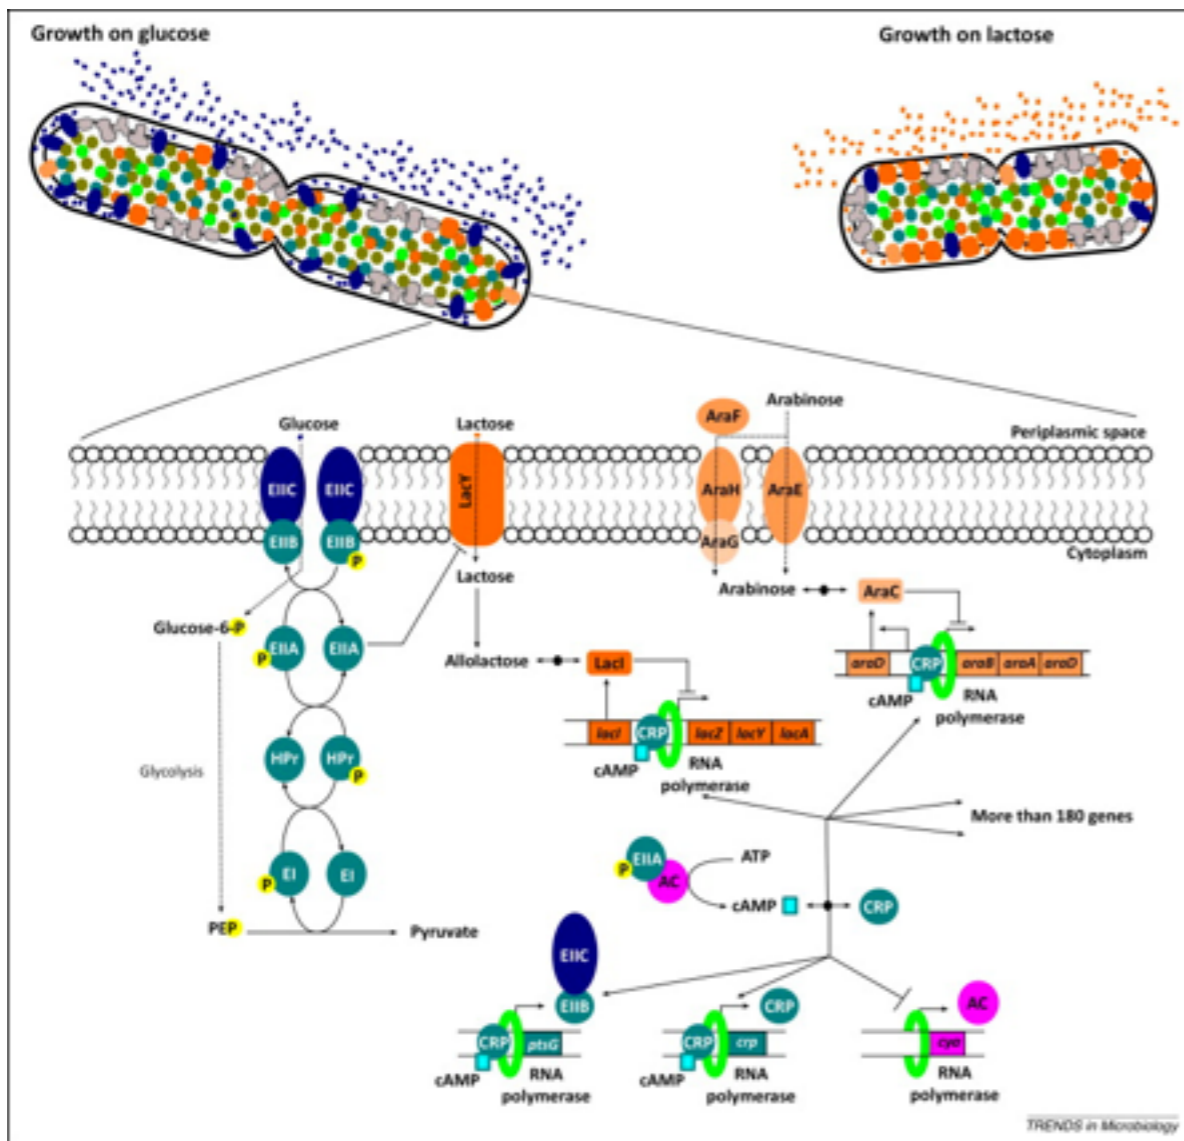 Growth on glucose
Growth on lactose
Glucose
Lactose
AraF
Arabinose
Periplasmic space
EIIC
EIIC
LacY
AraH
AraE
EIIB
EIIB
P
AraG
Cytoplasm
Lactose
Arabinose
AraC
Glucose-6-P
P
EIIA
EIIA
Allolactose
LacI
araD
CRP
araB
araA
araD
cAMP
RNA
polymerase
lacI
CRP
lacZ
lacY
lacA
cAMP
RNA
polymerase
HPr
HPr
P
Glycolysis
More than 180 genes
P
EIIA
AC
ATP
cAMP
CRP
P
EI
EI
PEP
Pyruvate
EIIC
EIIB
CRP
AC
CRP
ptsG
cAMP
RNA
polymerase
CRP
crp
cAMP
RNA
polymerase
cya
RNA
polymerase
TRENDS in Microbiology